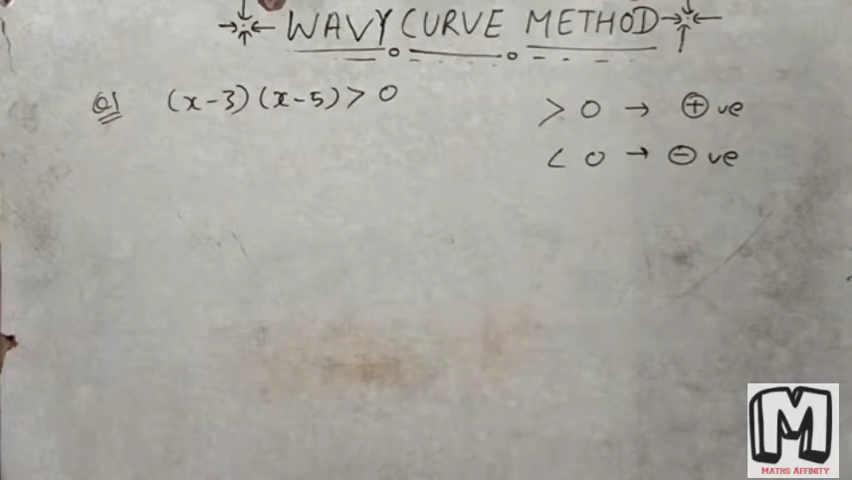 WAVY CURVE METHOD
Q1 (x-3)(x-5)>0
> 0 → ⊕ ve
< 0 → ⊖ ve
M
MATHS AFFINITY